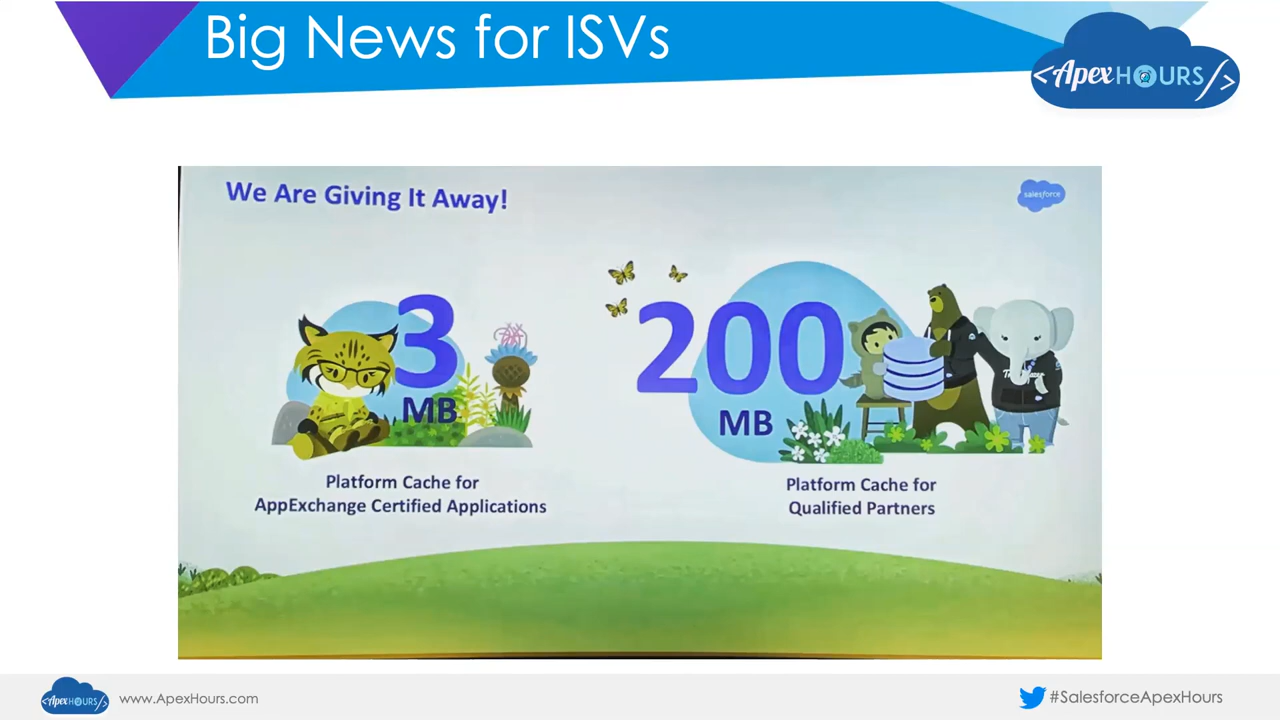 Big News for ISVs
<ApexHOURS/>
We Are Giving It Away!
salesforce
3
MB
200
MB
Platform Cache for
AppExchange Certified Applications
Platform Cache for
Qualified Partners
<ApexHOURS/>
www.ApexHours.com
#SalesforceApexHours